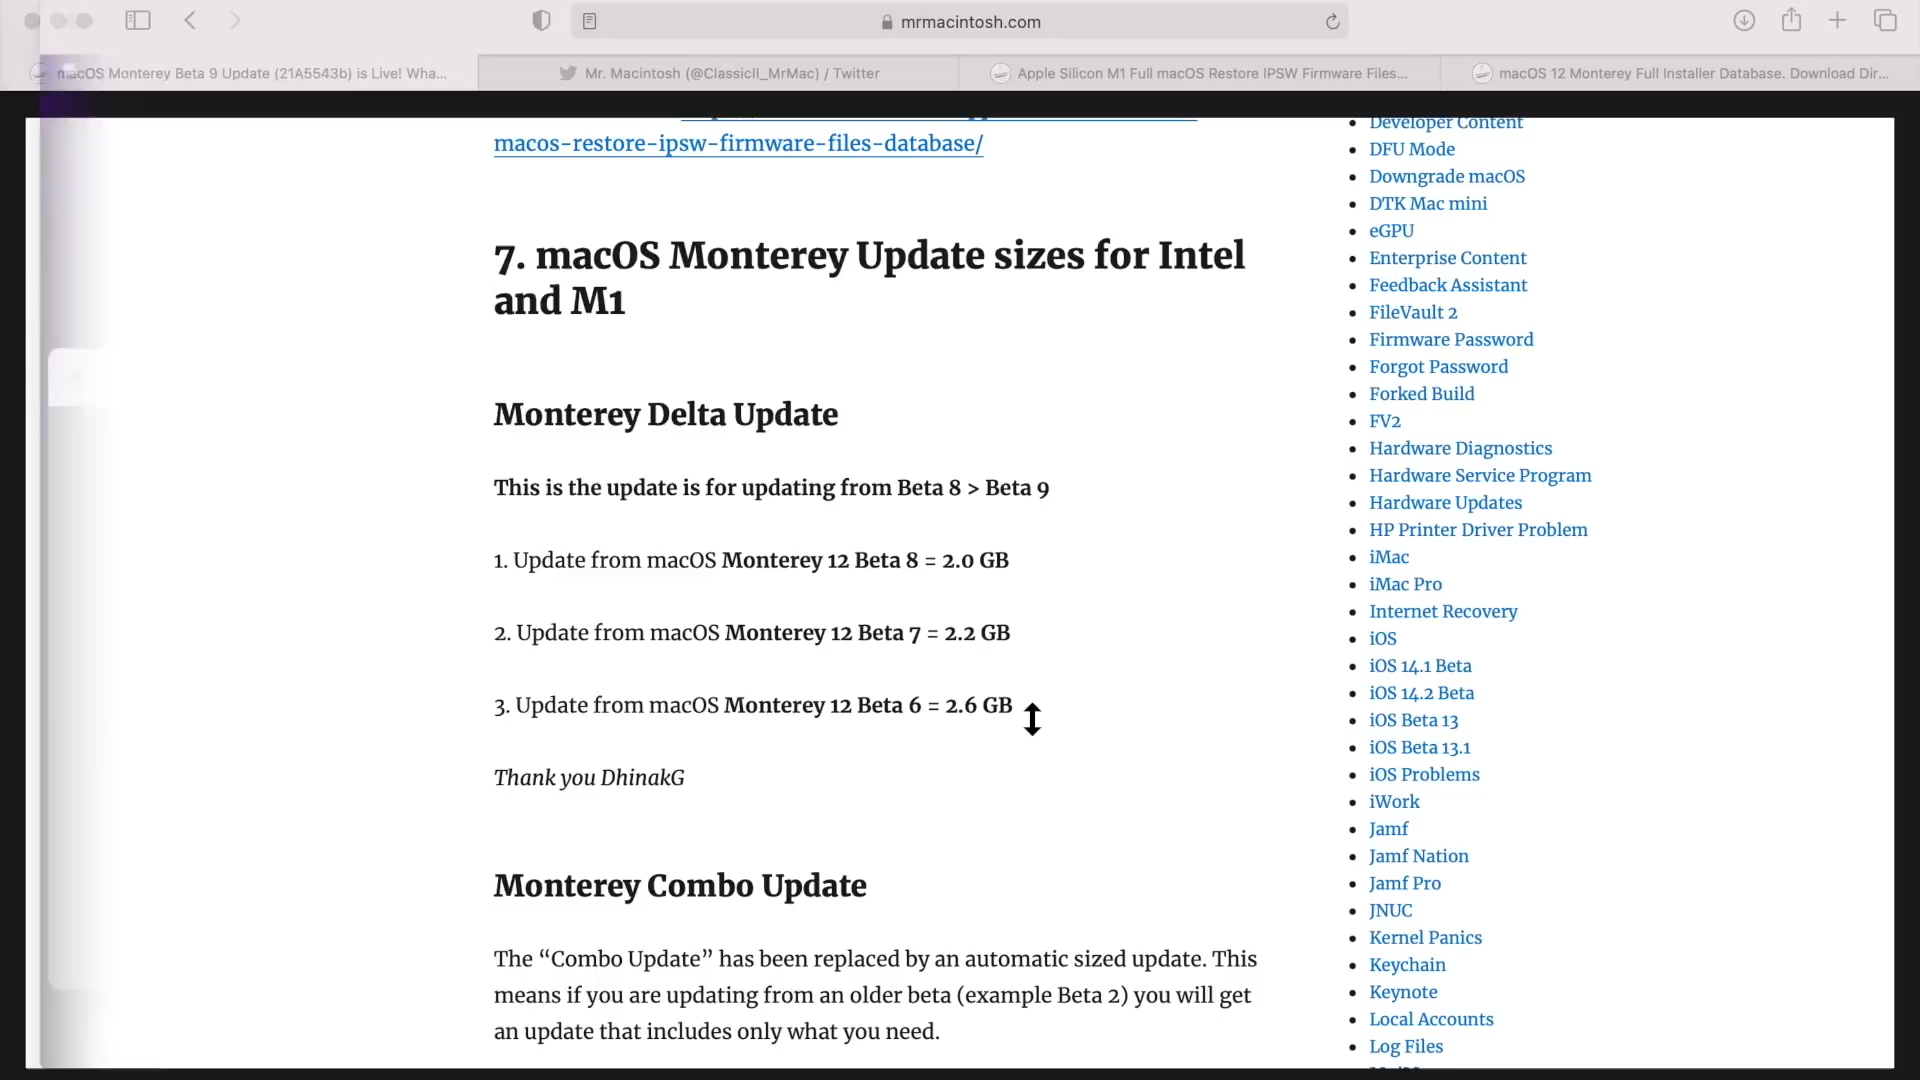 mrmacintosh.com
macOS Monterey Beta 9 Update (21A5543b) is Live! Wha...
Mr. Macintosh (@ClassicII_MrMac) / Twitter
Apple Silicon M1 Full macOS Restore IPSW Firmware Files...
macOS 12 Monterey Full Installer Database. Download Dir...
macos-restore-ipsw-firmware-files-database/
7. macOS Monterey Update sizes for Intel
and M1
Monterey Delta Update
This is the update is for updating from Beta 8 > Beta 9
1. Update from macOS Monterey 12 Beta 8 = 2.0 GB
2. Update from macOS Monterey 12 Beta 7 = 2.2 GB
3. Update from macOS Monterey 12 Beta 6 = 2.6 GB
Thank you DhinakG
Monterey Combo Update
The “Combo Update” has been replaced by an automatic sized update. This
means if you are updating from an older beta (example Beta 2) you will get
an update that includes only what you need.
Developer Content
DFU Mode
Downgrade macOS
DTK Mac mini
eGPU
Enterprise Content
Feedback Assistant
FileVault 2
Firmware Password
Forgot Password
Forked Build
FV2
Hardware Diagnostics
Hardware Service Program
Hardware Updates
HP Printer Driver Problem
iMac
iMac Pro
Internet Recovery
iOS
iOS 14.1 Beta
iOS 14.2 Beta
iOS Beta 13
iOS Beta 13.1
iOS Problems
iWork
Jamf
Jamf Nation
Jamf Pro
JNUC
Kernel Panics
Keychain
Keynote
Local Accounts
Log Files